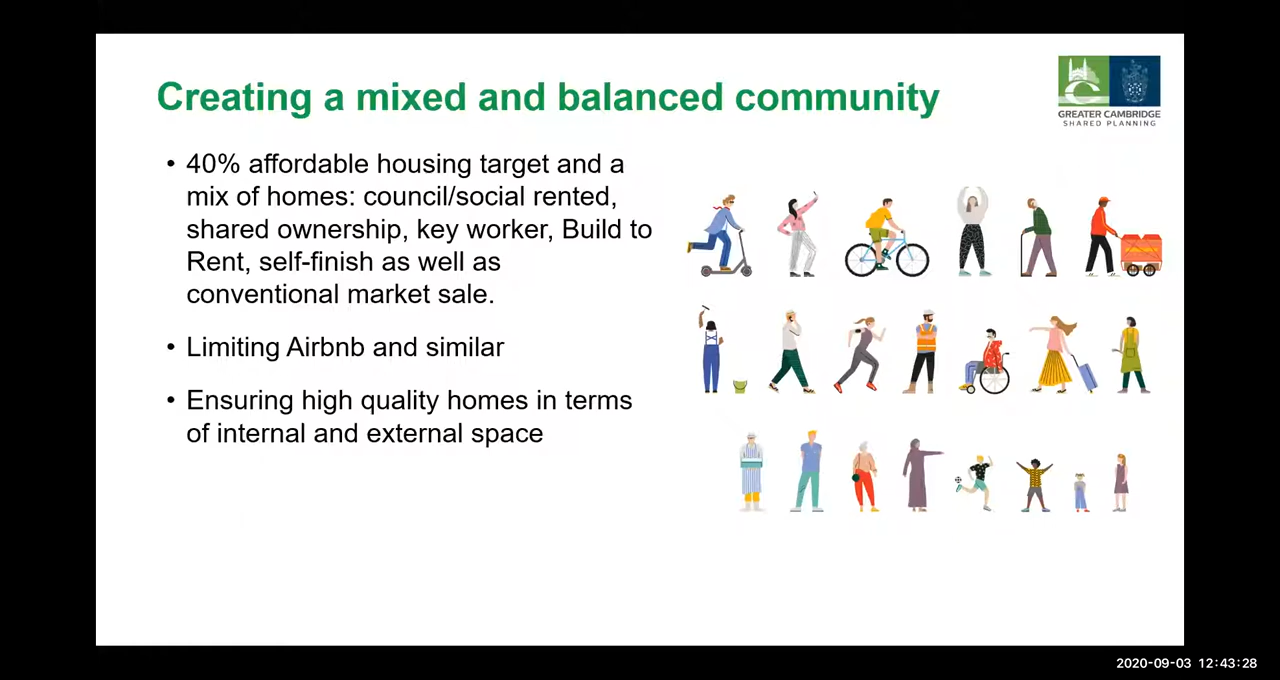 Creating a mixed and balanced community
GREATER CAMBRIDGE
SHARED PLANNING
• 40% affordable housing target and a
mix of homes: council/social rented,
shared ownership, key worker, Build to
Rent, self-finish as well as
conventional market sale.
• Limiting Airbnb and similar
• Ensuring high quality homes in terms
of internal and external space
2020-09-03 12:43:28